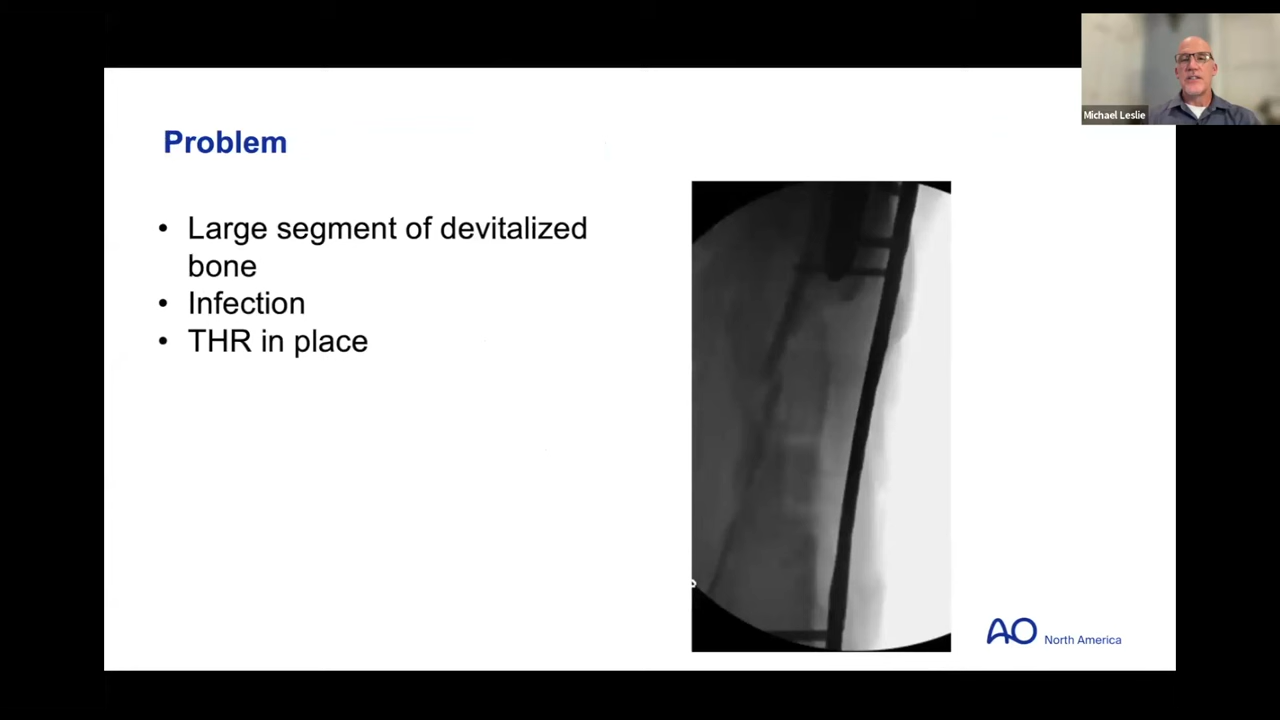 Michael Leslie
Problem
• Large segment of devitalized
bone
• Infection
• THR in place
AO North America